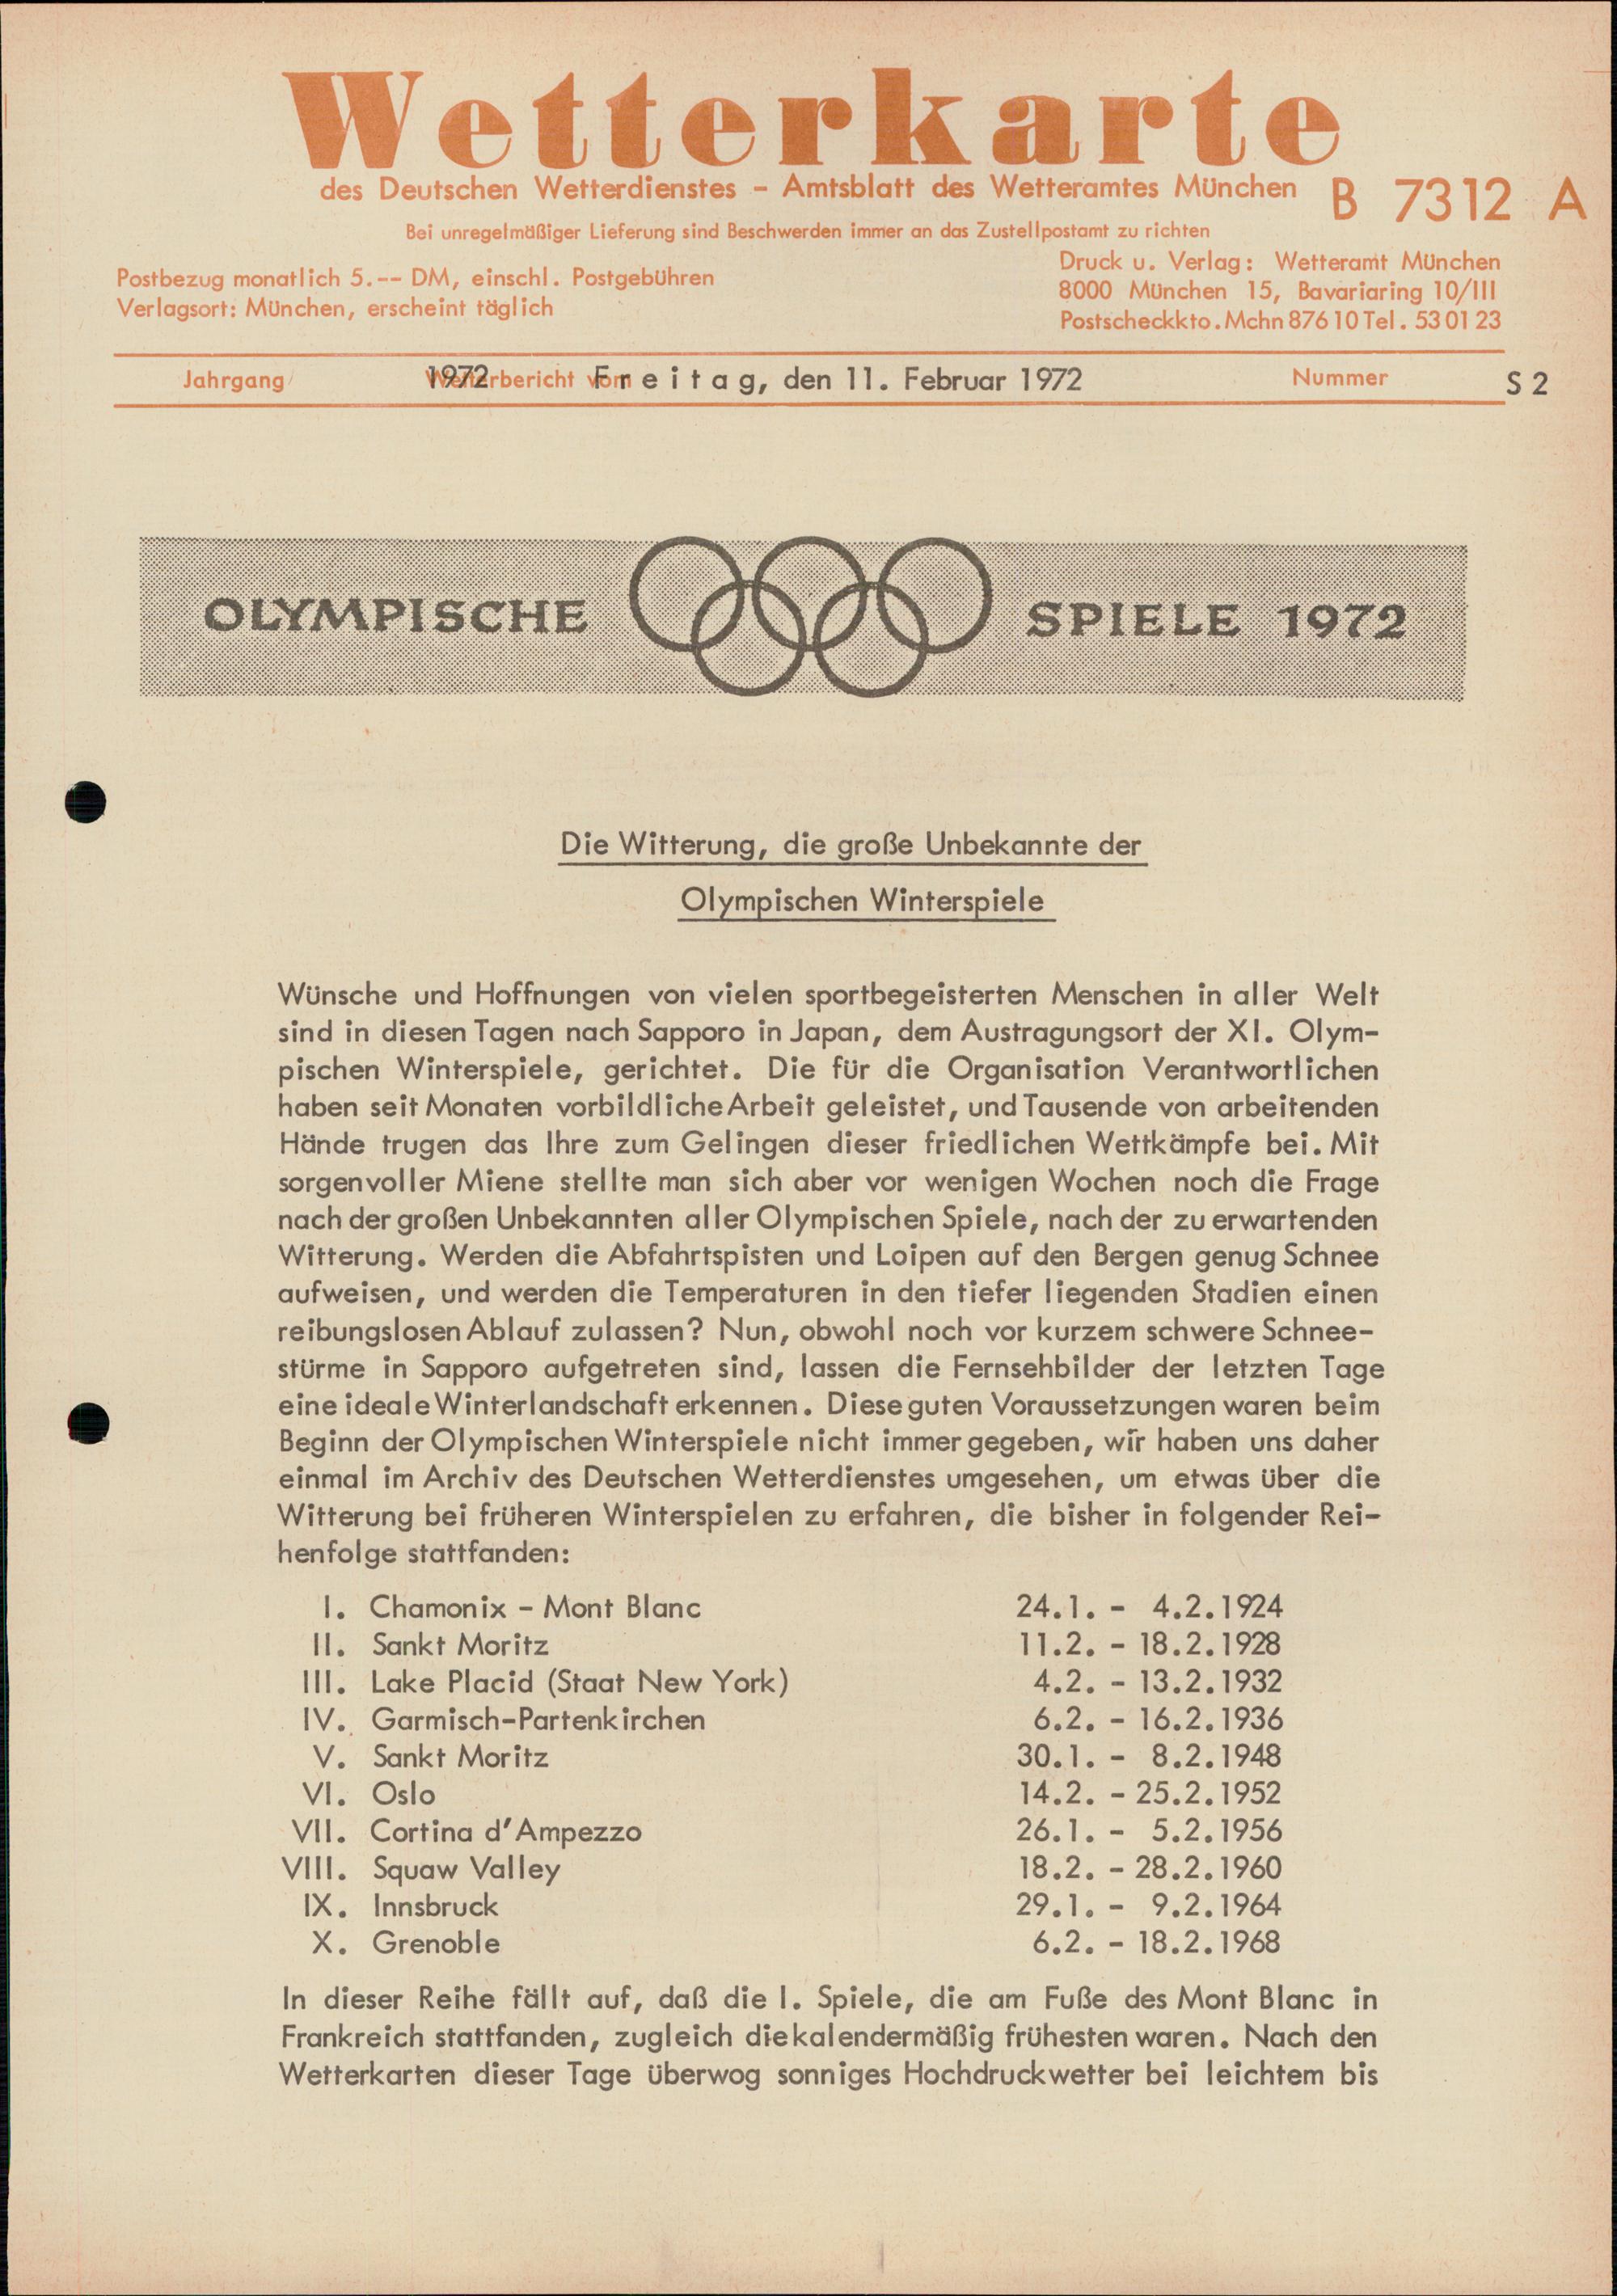 Wetterkarte
des Deutschen Wetterdienstes - Amtsblatt des Wetteramtes München B 7312 A
Bei unregelmäßiger Lieferung sind Beschwerden immer an das Zustellpostamt zu richten
Postbezug monatlich 5.-- DM, einschl. Postgebühren
Verlagsort: München, erscheint täglich
Druck u. Verlag: Wetteramt München
8000 München 15, Bavariaring 10/III
Postscheckkto. Mchn 876 10 Tel. 53 01 23
Jahrgang 1972 Wetterbericht vom F r e i t a g, den 11. Februar 1972 Nummer S 2
OLYMPISCHE SPIELE 1972
Die Witterung, die große Unbekannte der
Olympischen Winterspiele
Wünsche und Hoffnungen von vielen sportbegeisterten Menschen in aller Welt
sind in diesen Tagen nach Sapporo in Japan, dem Austragungsort der XI. Olym-
pischen Winterspiele, gerichtet. Die für die Organisation Verantwortlichen
haben seit Monaten vorbildliche Arbeit geleistet, und Tausende von arbeitenden
Hände trugen das Ihre zum Gelingen dieser friedlichen Wettkämpfe bei. Mit
sorgenvoller Miene stellte man sich aber vor wenigen Wochen noch die Frage
nach der großen Unbekannten aller Olympischen Spiele, nach der zu erwartenden
Witterung. Werden die Abfahrtspisten und Loipen auf den Bergen genug Schnee
aufweisen, und werden die Temperaturen in den tiefer liegenden Stadien einen
reibungslosen Ablauf zulassen? Nun, obwohl noch vor kurzem schwere Schnee-
stürme in Sapporo aufgetreten sind, lassen die Fernsehbilder der letzten Tage
eine ideale Winterlandschaft erkennen. Diese guten Voraussetzungen waren beim
Beginn der Olympischen Winterspiele nicht immer gegeben, wir haben uns daher
einmal im Archiv des Deutschen Wetterdienstes umgesehen, um etwas über die
Witterung bei früheren Winterspielen zu erfahren, die bisher in folgender Rei-
henfolge stattfanden:
I. Chamonix - Mont Blanc 24.1. - 4.2.1924
II. Sankt Moritz 11.2. - 18.2.1928
III. Lake Placid (Staat New York) 4.2. - 13.2.1932
IV. Garmisch-Partenkirchen 6.2. - 16.2.1936
V. Sankt Moritz 30.1. - 8.2.1948
VI. Oslo 14.2. - 25.2.1952
VII. Cortina d'Ampezzo 26.1. - 5.2.1956
VIII. Squaw Valley 18.2. - 28.2.1960
IX. Innsbruck 29.1. - 9.2.1964
X. Grenoble 6.2. - 18.2.1968
In dieser Reihe fällt auf, daß die I. Spiele, die am Fuße des Mont Blanc in
Frankreich stattfanden, zugleich die kalendermäßig frühesten waren. Nach den
Wetterkarten dieser Tage überwog sonniges Hochdruckwetter bei leichtem bis